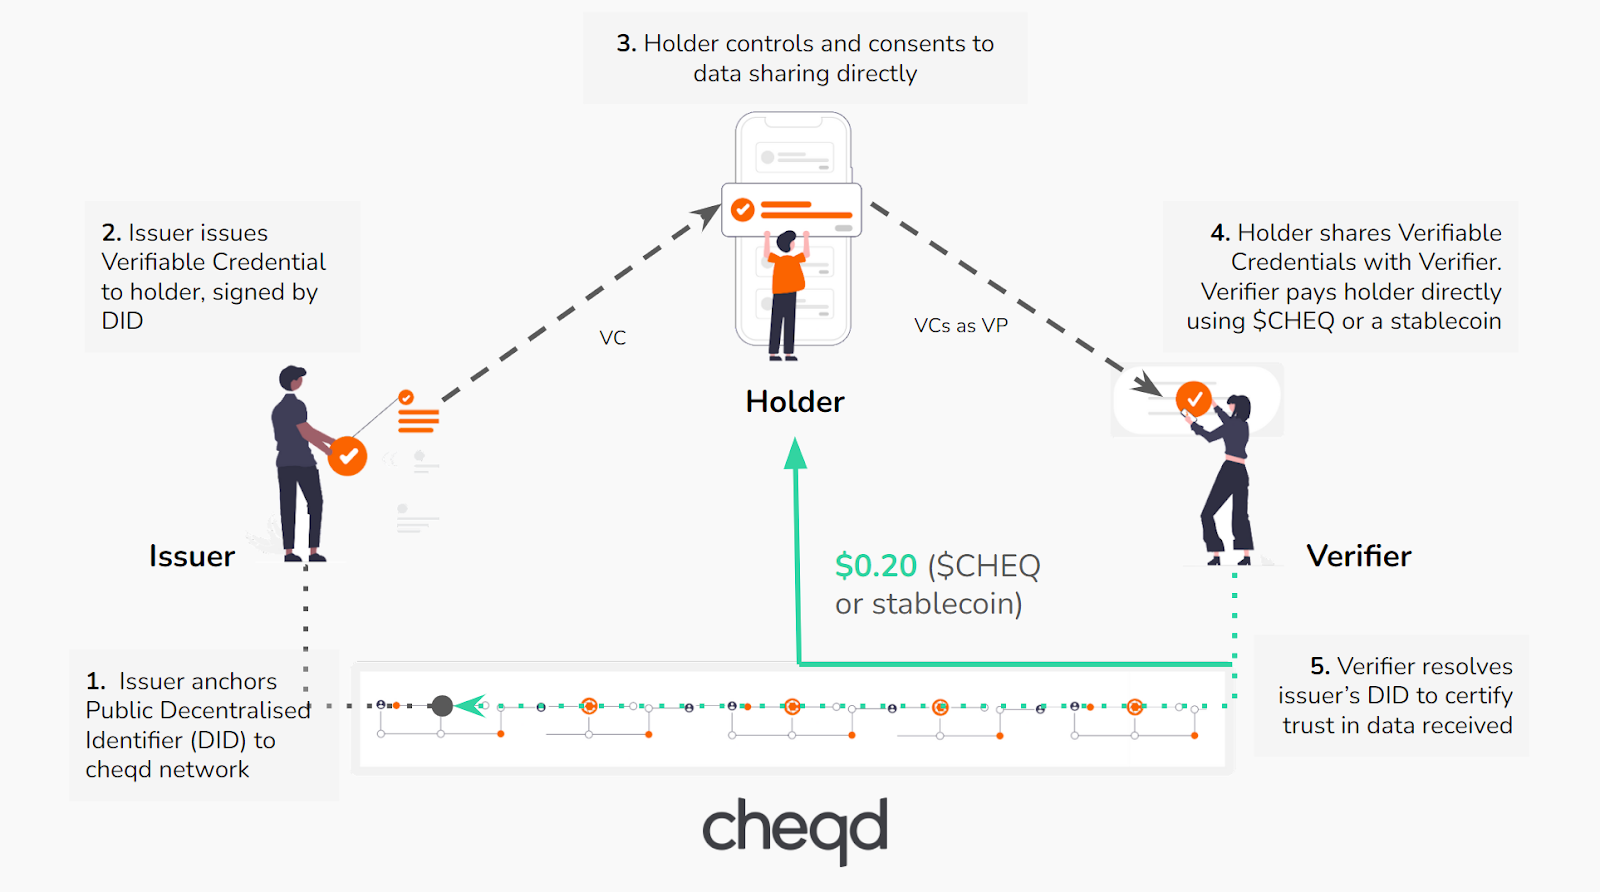 3. Holder controls and consents to
data sharing directly
2. Issuer issues
Verifiable Credential
to holder, signed by
DID
4. Holder shares Verifiable
Credentials with Verifier.
Verifier pays holder directly
using $CHEQ or a stablecoin
VC
VCs as VP
Holder
Issuer
Verifier
$0.20 ($CHEQ
or stablecoin)
1. Issuer anchors
Public Decentralised
Identifier (DID) to
cheqd network
5. Verifier resolves
issuer's DID to certify
trust in data received
cheqd